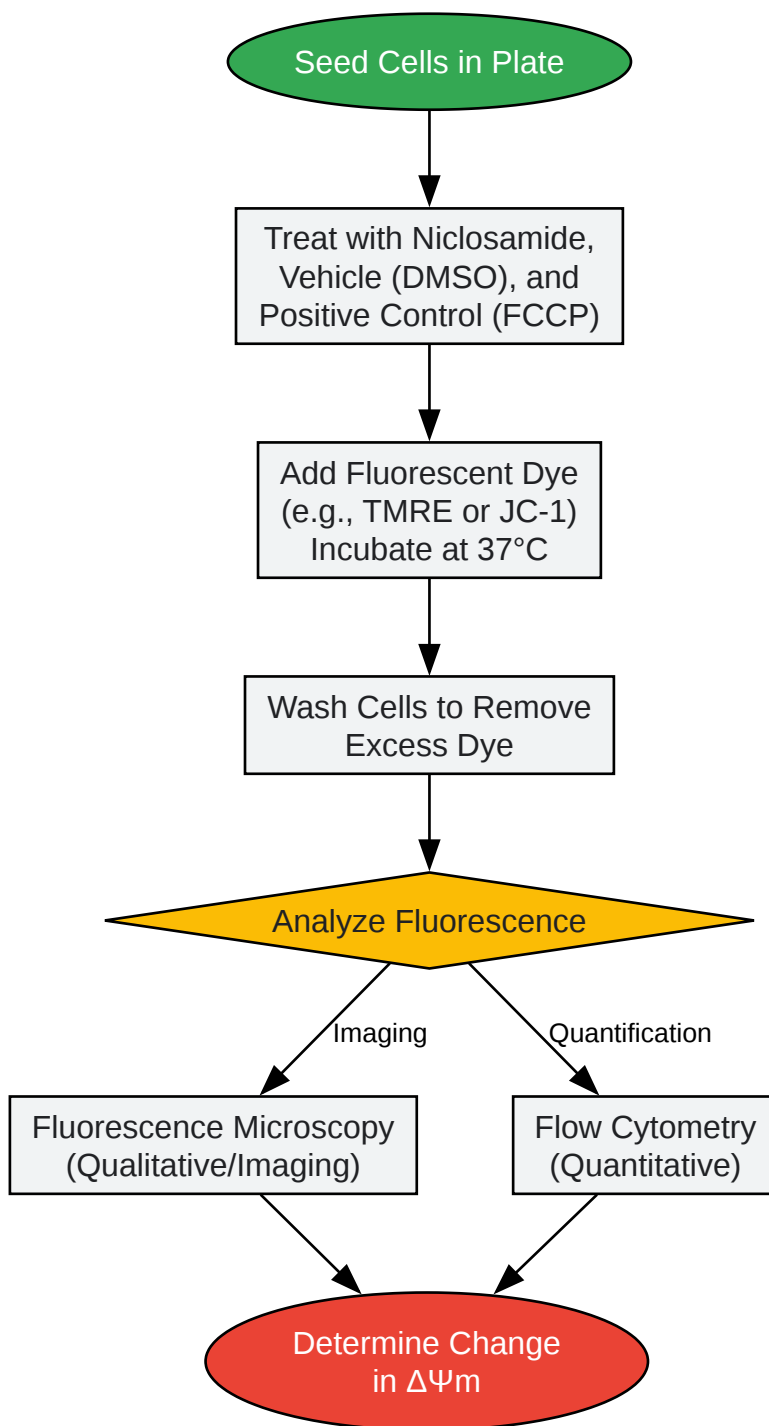 Seed Cells in Plate
Treat with Niclosamide,
Vehicle (DMSO), and
Positive Control (FCCP)
Add Fluorescent Dye
(e.g., TMRE or JC-1)
Incubate at 37°C
Wash Cells to Remove
Excess Dye
Analyze Fluorescence
Imaging
Quantification
Fluorescence Microscopy
(Qualitative/Imaging)
Flow Cytometry
(Quantitative)
Determine Change
in ΔΨm